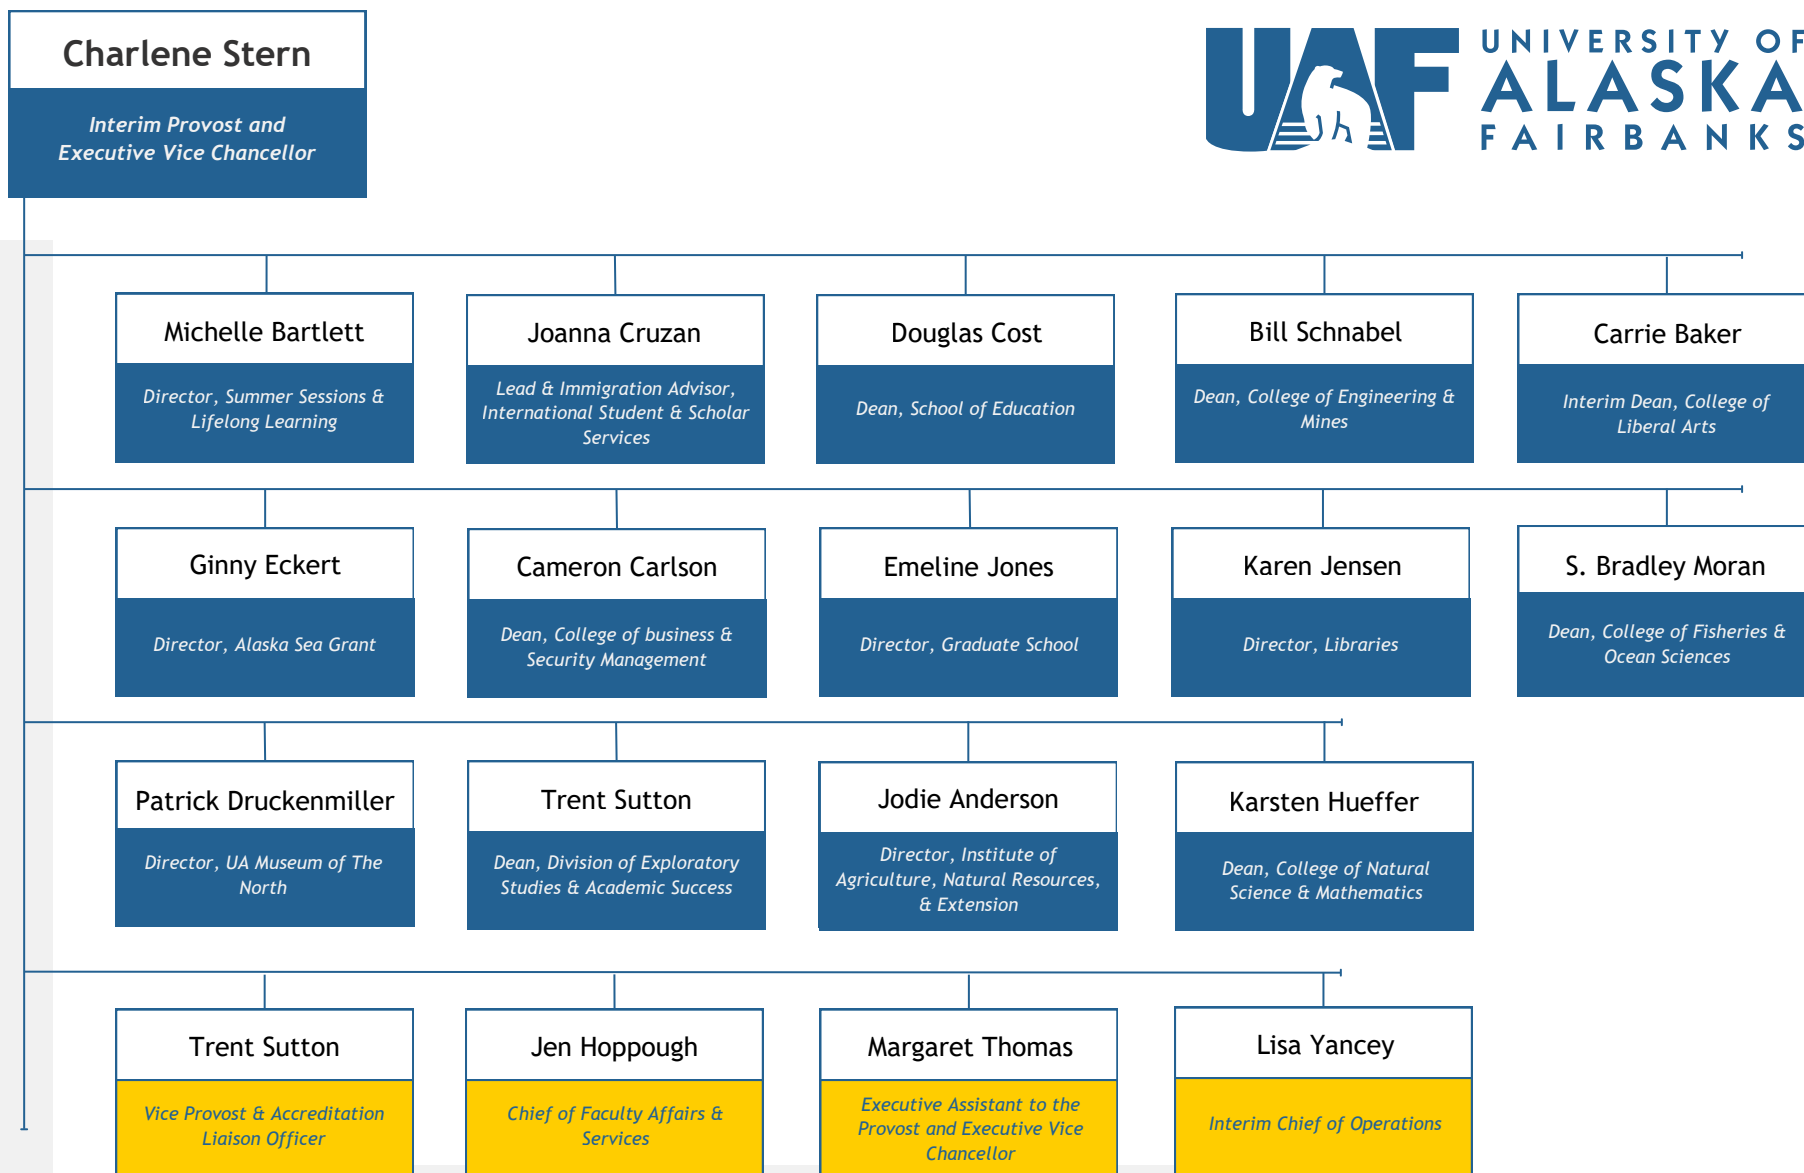 Charlene Stern
Interim Provost and
Executive Vice Chancellor
UAF
UNIVERSITY OF
ALASKA
FAIRBANKS
Michelle Bartlett
Director, Summer Sessions &
Lifelong Learning
Joanna Cruzan
Lead & Immigration Advisor,
International Student & Scholar
Services
Douglas Cost
Dean, School of Education
Bill Schnabel
Dean, College of Engineering &
Mines
Carrie Baker
Interim Dean, College of
Liberal Arts
Ginny Eckert
Director, Alaska Sea Grant
Cameron Carlson
Dean, College of business &
Security Management
Emeline Jones
Director, Graduate School
Karen Jensen
Director, Libraries
S. Bradley Moran
Dean, College of Fisheries &
Ocean Sciences
Patrick Druckenmiller
Director, UA Museum of The
North
Trent Sutton
Dean, Division of Exploratory
Studies & Academic Success
Jodie Anderson
Director, Institute of
Agriculture, Natural Resources,
& Extension
Karsten Hueffer
Dean, College of Natural
Science & Mathematics
Trent Sutton
Vice Provost & Accreditation
Liaison Officer
Jen Hoppough
Chief of Faculty Affairs &
Services
Margaret Thomas
Executive Assistant to the
Provost and Executive Vice
Chancellor
Lisa Yancey
Interim Chief of Operations